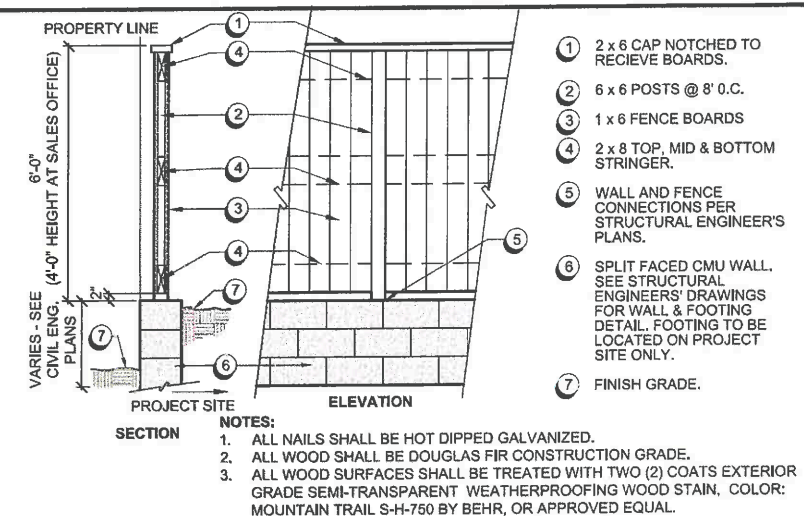 PROPERTY LINE
1
4
2
4
3
4
5
7
7
6
6'-0"
(4'-0" HEIGHT AT SALES OFFICE)
2"
VARIES - SEE
CIVIL ENG.
PLANS
PROJECT SITE
SECTION
ELEVATION
1 2 x 6 CAP NOTCHED TO
RECIEVE BOARDS.
2 6 x 6 POSTS @ 8' O.C.
3 1 x 6 FENCE BOARDS
4 2 x 8 TOP, MID & BOTTOM
STRINGER.
5 WALL AND FENCE
CONNECTIONS PER
STRUCTURAL ENGINEER'S
PLANS.
6 SPLIT FACED CMU WALL.
SEE STRUCTURAL
ENGINEERS' DRAWINGS
FOR WALL & FOOTING
DETAIL. FOOTING TO BE
LOCATED ON PROJECT
SITE ONLY.
7 FINISH GRADE.
NOTES:
1. ALL NAILS SHALL BE HOT DIPPED GALVANIZED.
2. ALL WOOD SHALL BE DOUGLAS FIR CONSTRUCTION GRADE.
3. ALL WOOD SURFACES SHALL BE TREATED WITH TWO (2) COATS EXTERIOR
GRADE SEMI-TRANSPARENT WEATHERPROOFING WOOD STAIN, COLOR:
MOUNTAIN TRAIL S-H-750 BY BEHR, OR APPROVED EQUAL.